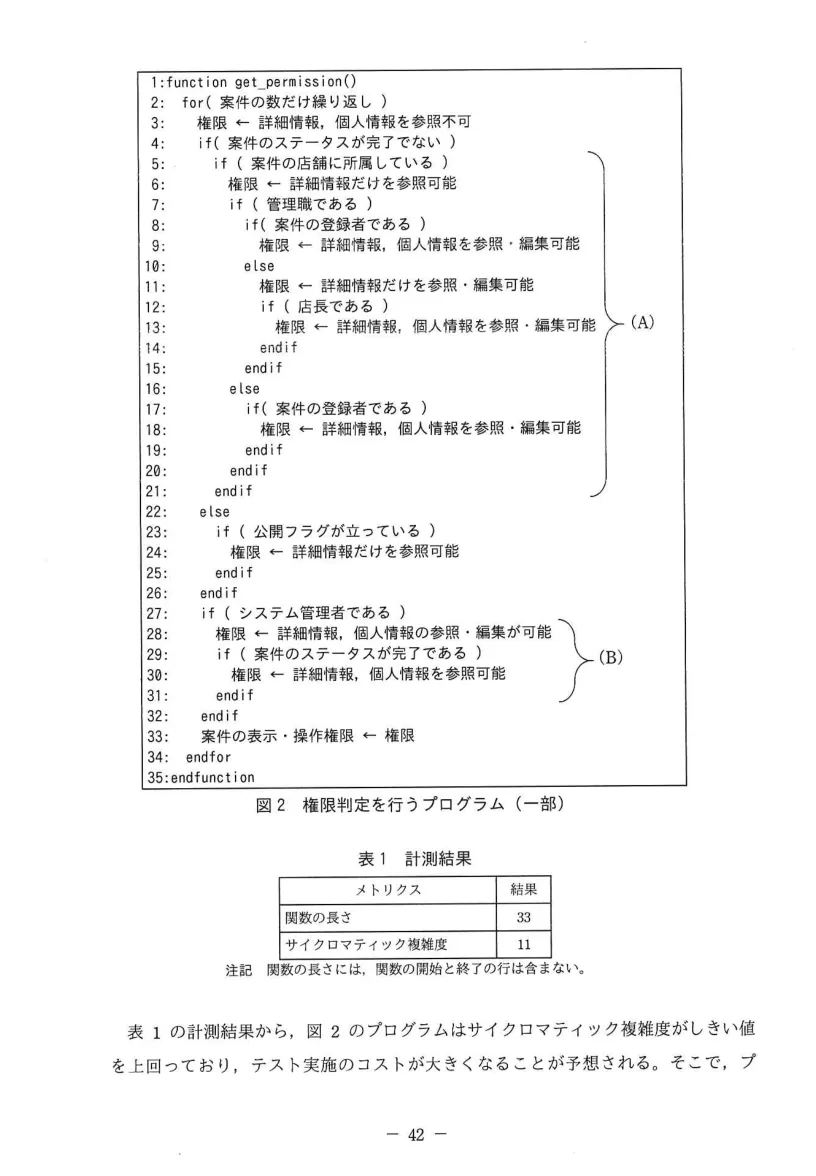 1:function get_permission()
2: for( 案件の数だけ繰り返し )
3: 権限 ← 詳細情報，個人情報を参照不可
4: if( 案件のステータスが完了でない )
5: if ( 案件の店舗に所属している )
6: 権限 ← 詳細情報だけを参照可能
7: if ( 管理職である )
8: if( 案件の登録者である )
9: 権限 ← 詳細情報，個人情報を参照・編集可能
10: else
11: 権限 ← 詳細情報だけを参照・編集可能
12: if ( 店長である )
13: 権限 ← 詳細情報，個人情報を参照・編集可能
(A)
14: endif
15: endif
16: else
17: if( 案件の登録者である )
18: 権限 ← 詳細情報，個人情報を参照・編集可能
19: endif
20: endif
21: endif
22: else
23: if ( 公開フラグが立っている )
24: 権限 ← 詳細情報だけを参照可能
25: endif
26: endif
27: if ( システム管理者である )
28: 権限 ← 詳細情報，個人情報の参照・編集が可能
29: if ( 案件のステータスが完了である )
(B)
30: 権限 ← 詳細情報，個人情報を参照可能
31: endif
32: endif
33: 案件の表示・操作権限 ← 権限
34: endfor
35:endfunction
図2 権限判定を行うプログラム（一部）
表1 計測結果
メトリクス 結果
関数の長さ 33
サイクロマティック複雑度 11
注記 関数の長さには，関数の開始と終了の行は含まない。
表 1 の計測結果から，図 2 のプログラムはサイクロマティック複雑度がしきい値
を上回っており，テスト実施のコストが大きくなることが予想される。そこで，プ
－ 42 －